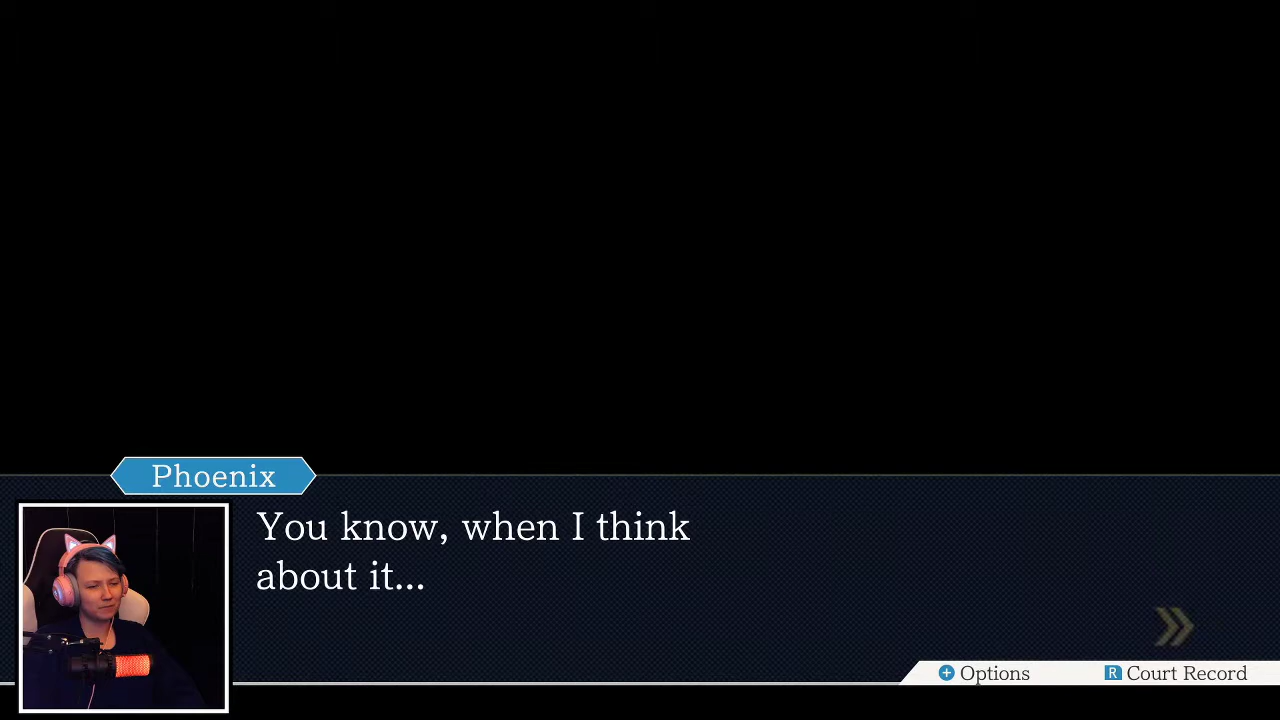 Phoenix
You know, when I think
about it...
+ Options
R Court Record